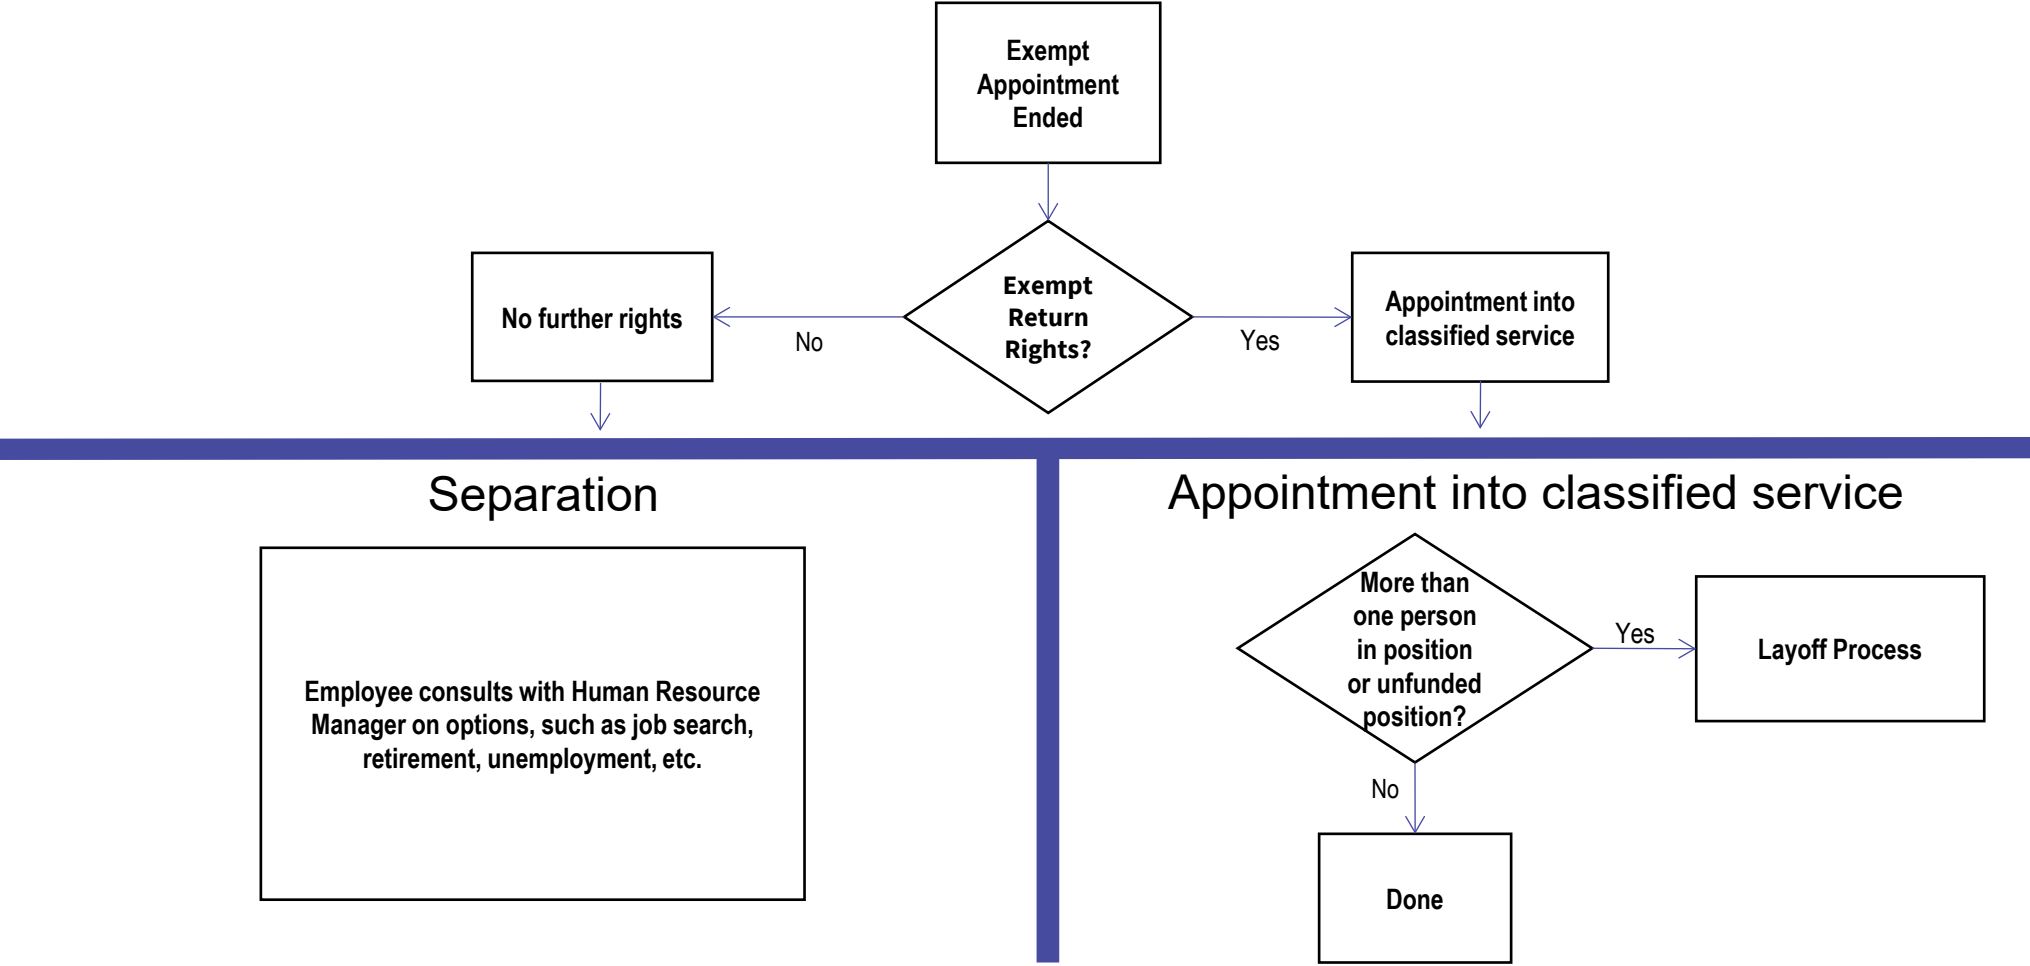 Exempt
Appointment
Ended
Exempt
Return
Rights?
No further rights
No
Yes
Appointment into
classified service
Separation
Employee consults with Human Resource
Manager on options, such as job search,
retirement, unemployment, etc.
Appointment into classified service
More than
one person
in position
or unfunded
position?
Yes
Layoff Process
No
Done